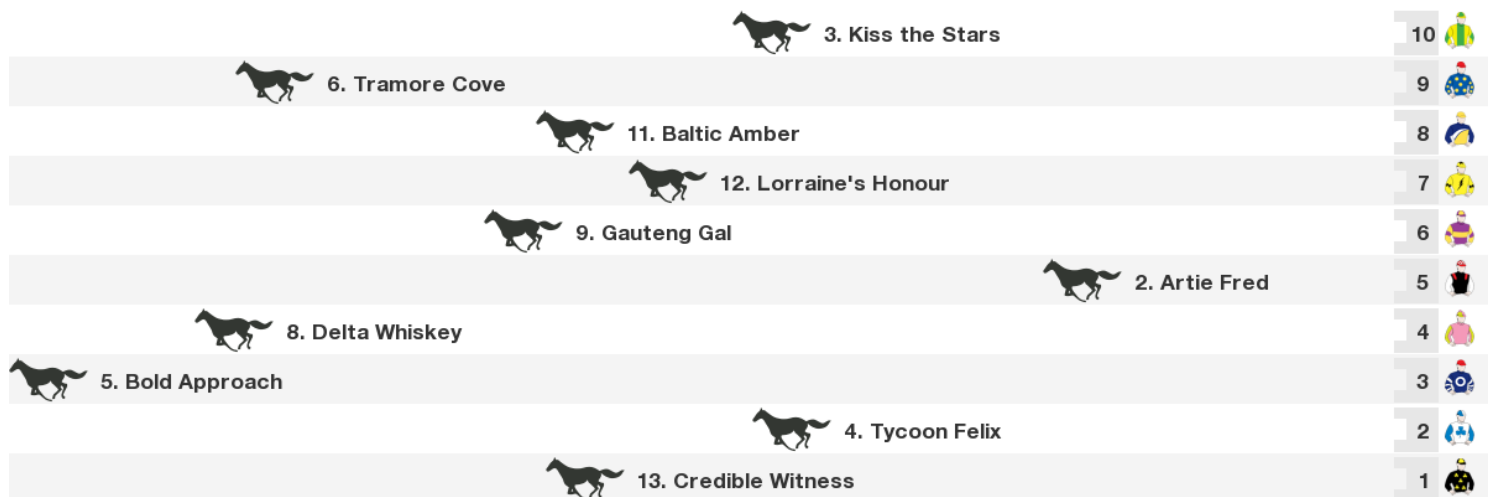 3. Kiss the Stars 10
6. Tramore Cove 9
11. Baltic Amber 8
12. Lorraine's Honour 7
9. Gauteng Gal 6
2. Artie Fred 5
8. Delta Whiskey 4
5. Bold Approach 3
4. Tycoon Felix 2
13. Credible Witness 1